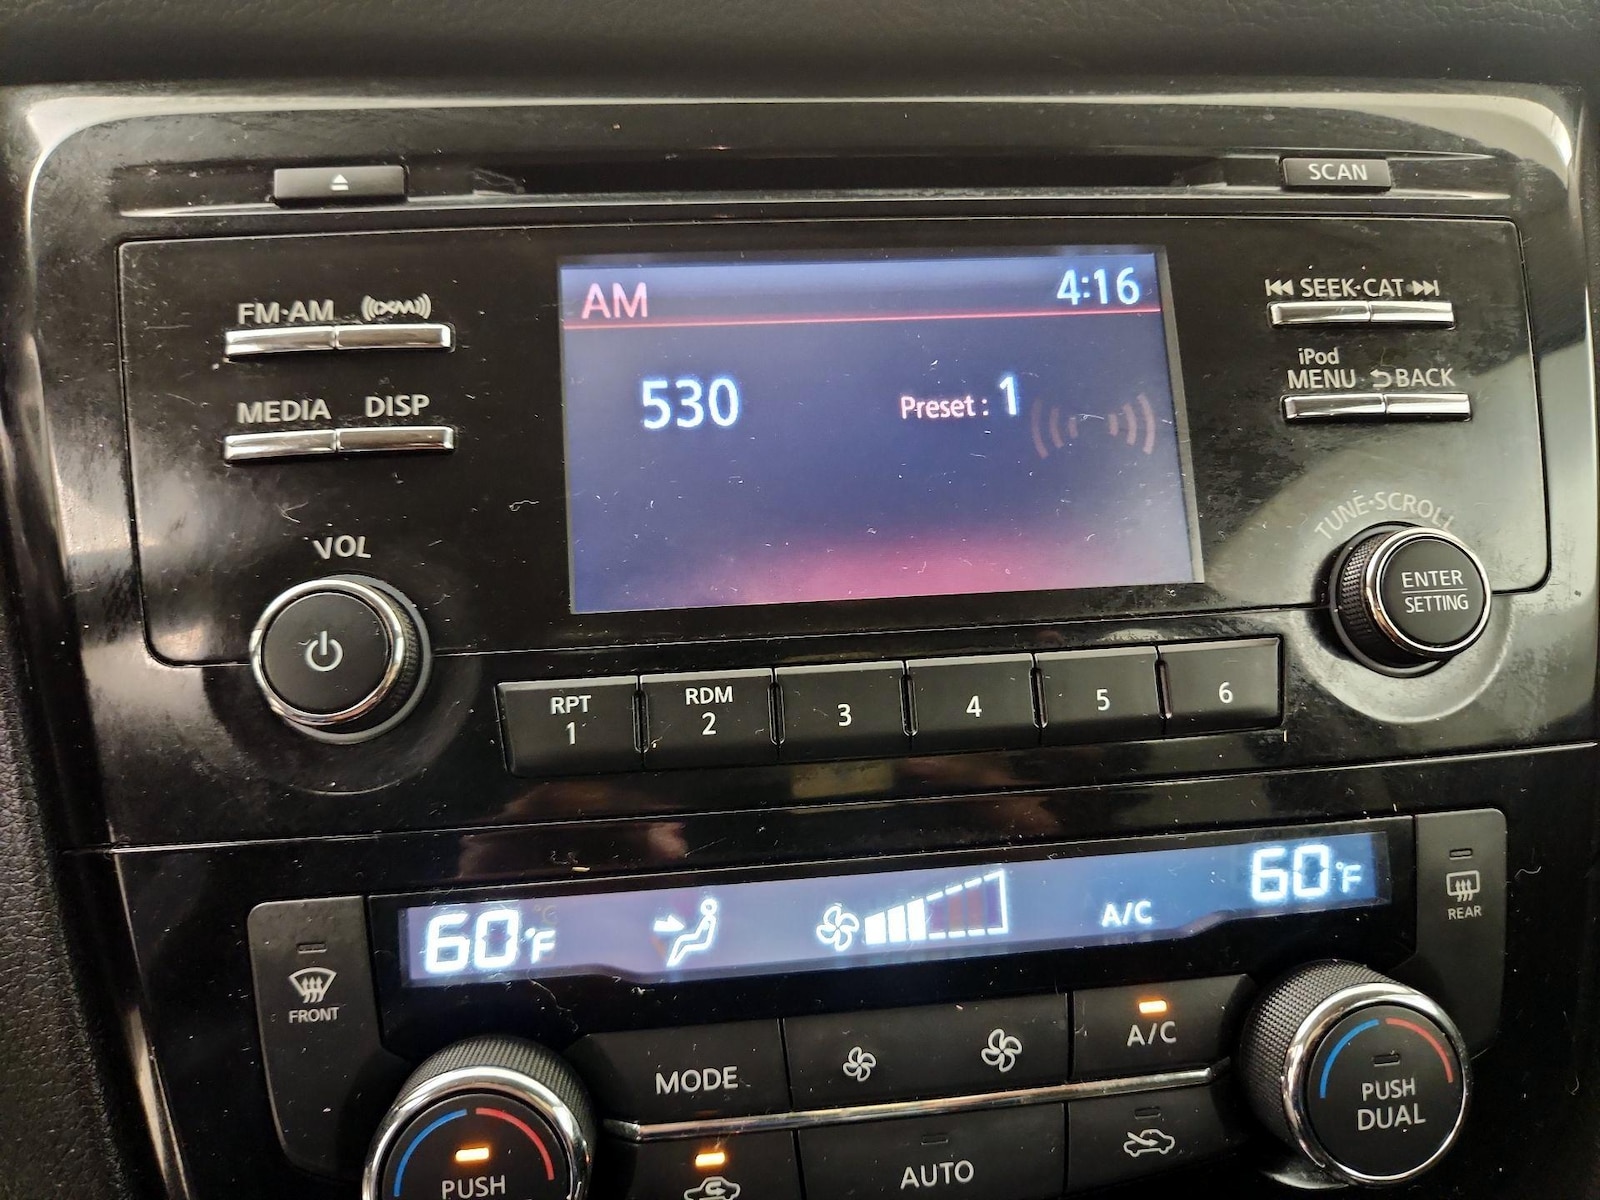 SCAN
FM·AM ((XM))
AM 4:16
SEEK·CAT
530 Preset : 1
iPod
MENU BACK
MEDIA DISP
TUNE·SCROLL
VOL
ENTER
SETTING
RPT
1
RDM
2
3
4
5
6
60°F A/C 60°F
FRONT
REAR
MODE
A/C
PUSH
DUAL
PUSH
AUTO